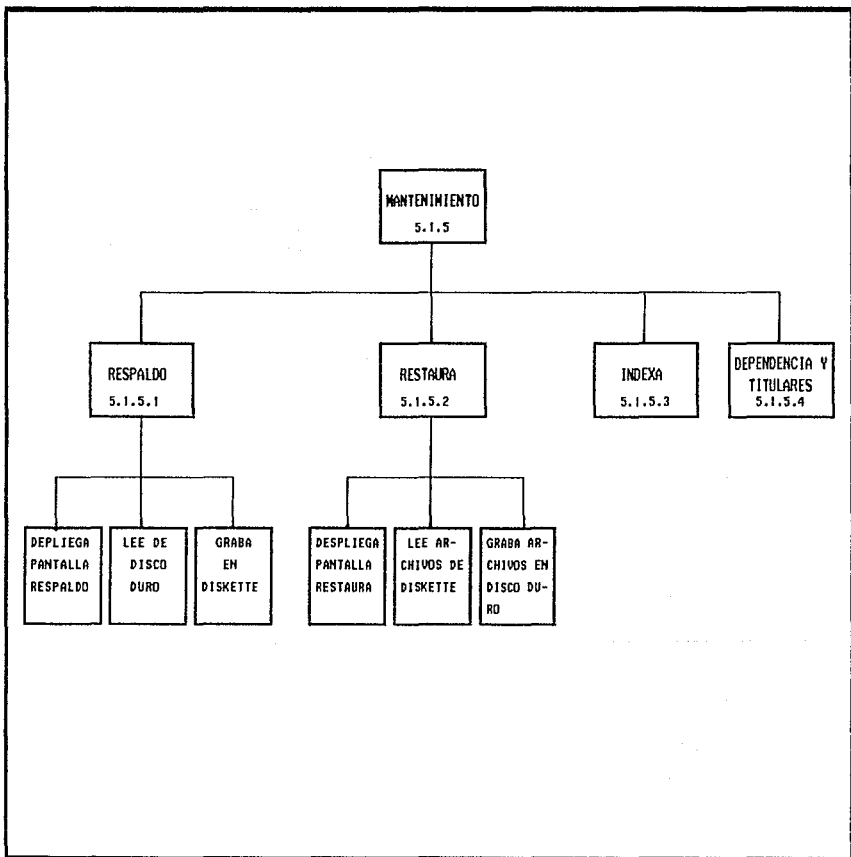 MANTENIMIENTO
5.1.5
RESPALDO
5.1.5.1
RESTAURA
5.1.5.2
INDEXA
5.1.5.3
DEPENDENCIA Y
TITULARES
5.1.5.4
DEPLIEGA
PANTALLA
RESPALDO
LEE DE
DISCO
DURO
GRABA
EN
DISKETTE
DESPLIEGA
PANTALLA
RESTAURA
LEE AR-
CHIVOS DE
DISKETTE
GRABA AR-
CHIVOS EN
DISCO DU-
RO